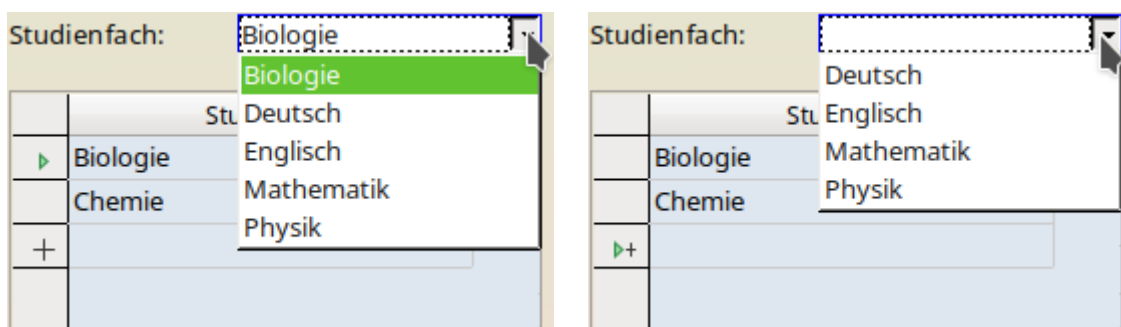 Studienfach: Biologie
Biologie
Deutsch
Englisch
Mathematik
Physik
Stu
Biologie
Chemie
Studienfach:
Deutsch
Englisch
Mathematik
Physik
Stu
Biologie
Chemie